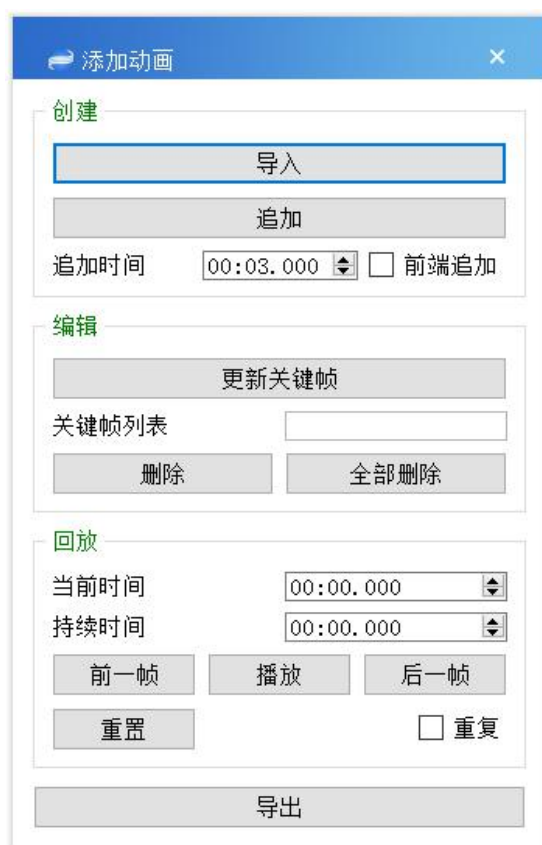 添加动画
创建
导入
追加
追加时间 00:03.000 前端追加
编辑
更新关键帧
关键帧列表
删除 全部删除
回放
当前时间 00:00.000
持续时间 00:00.000
前一帧 播放 后一帧
重置 重复
导出